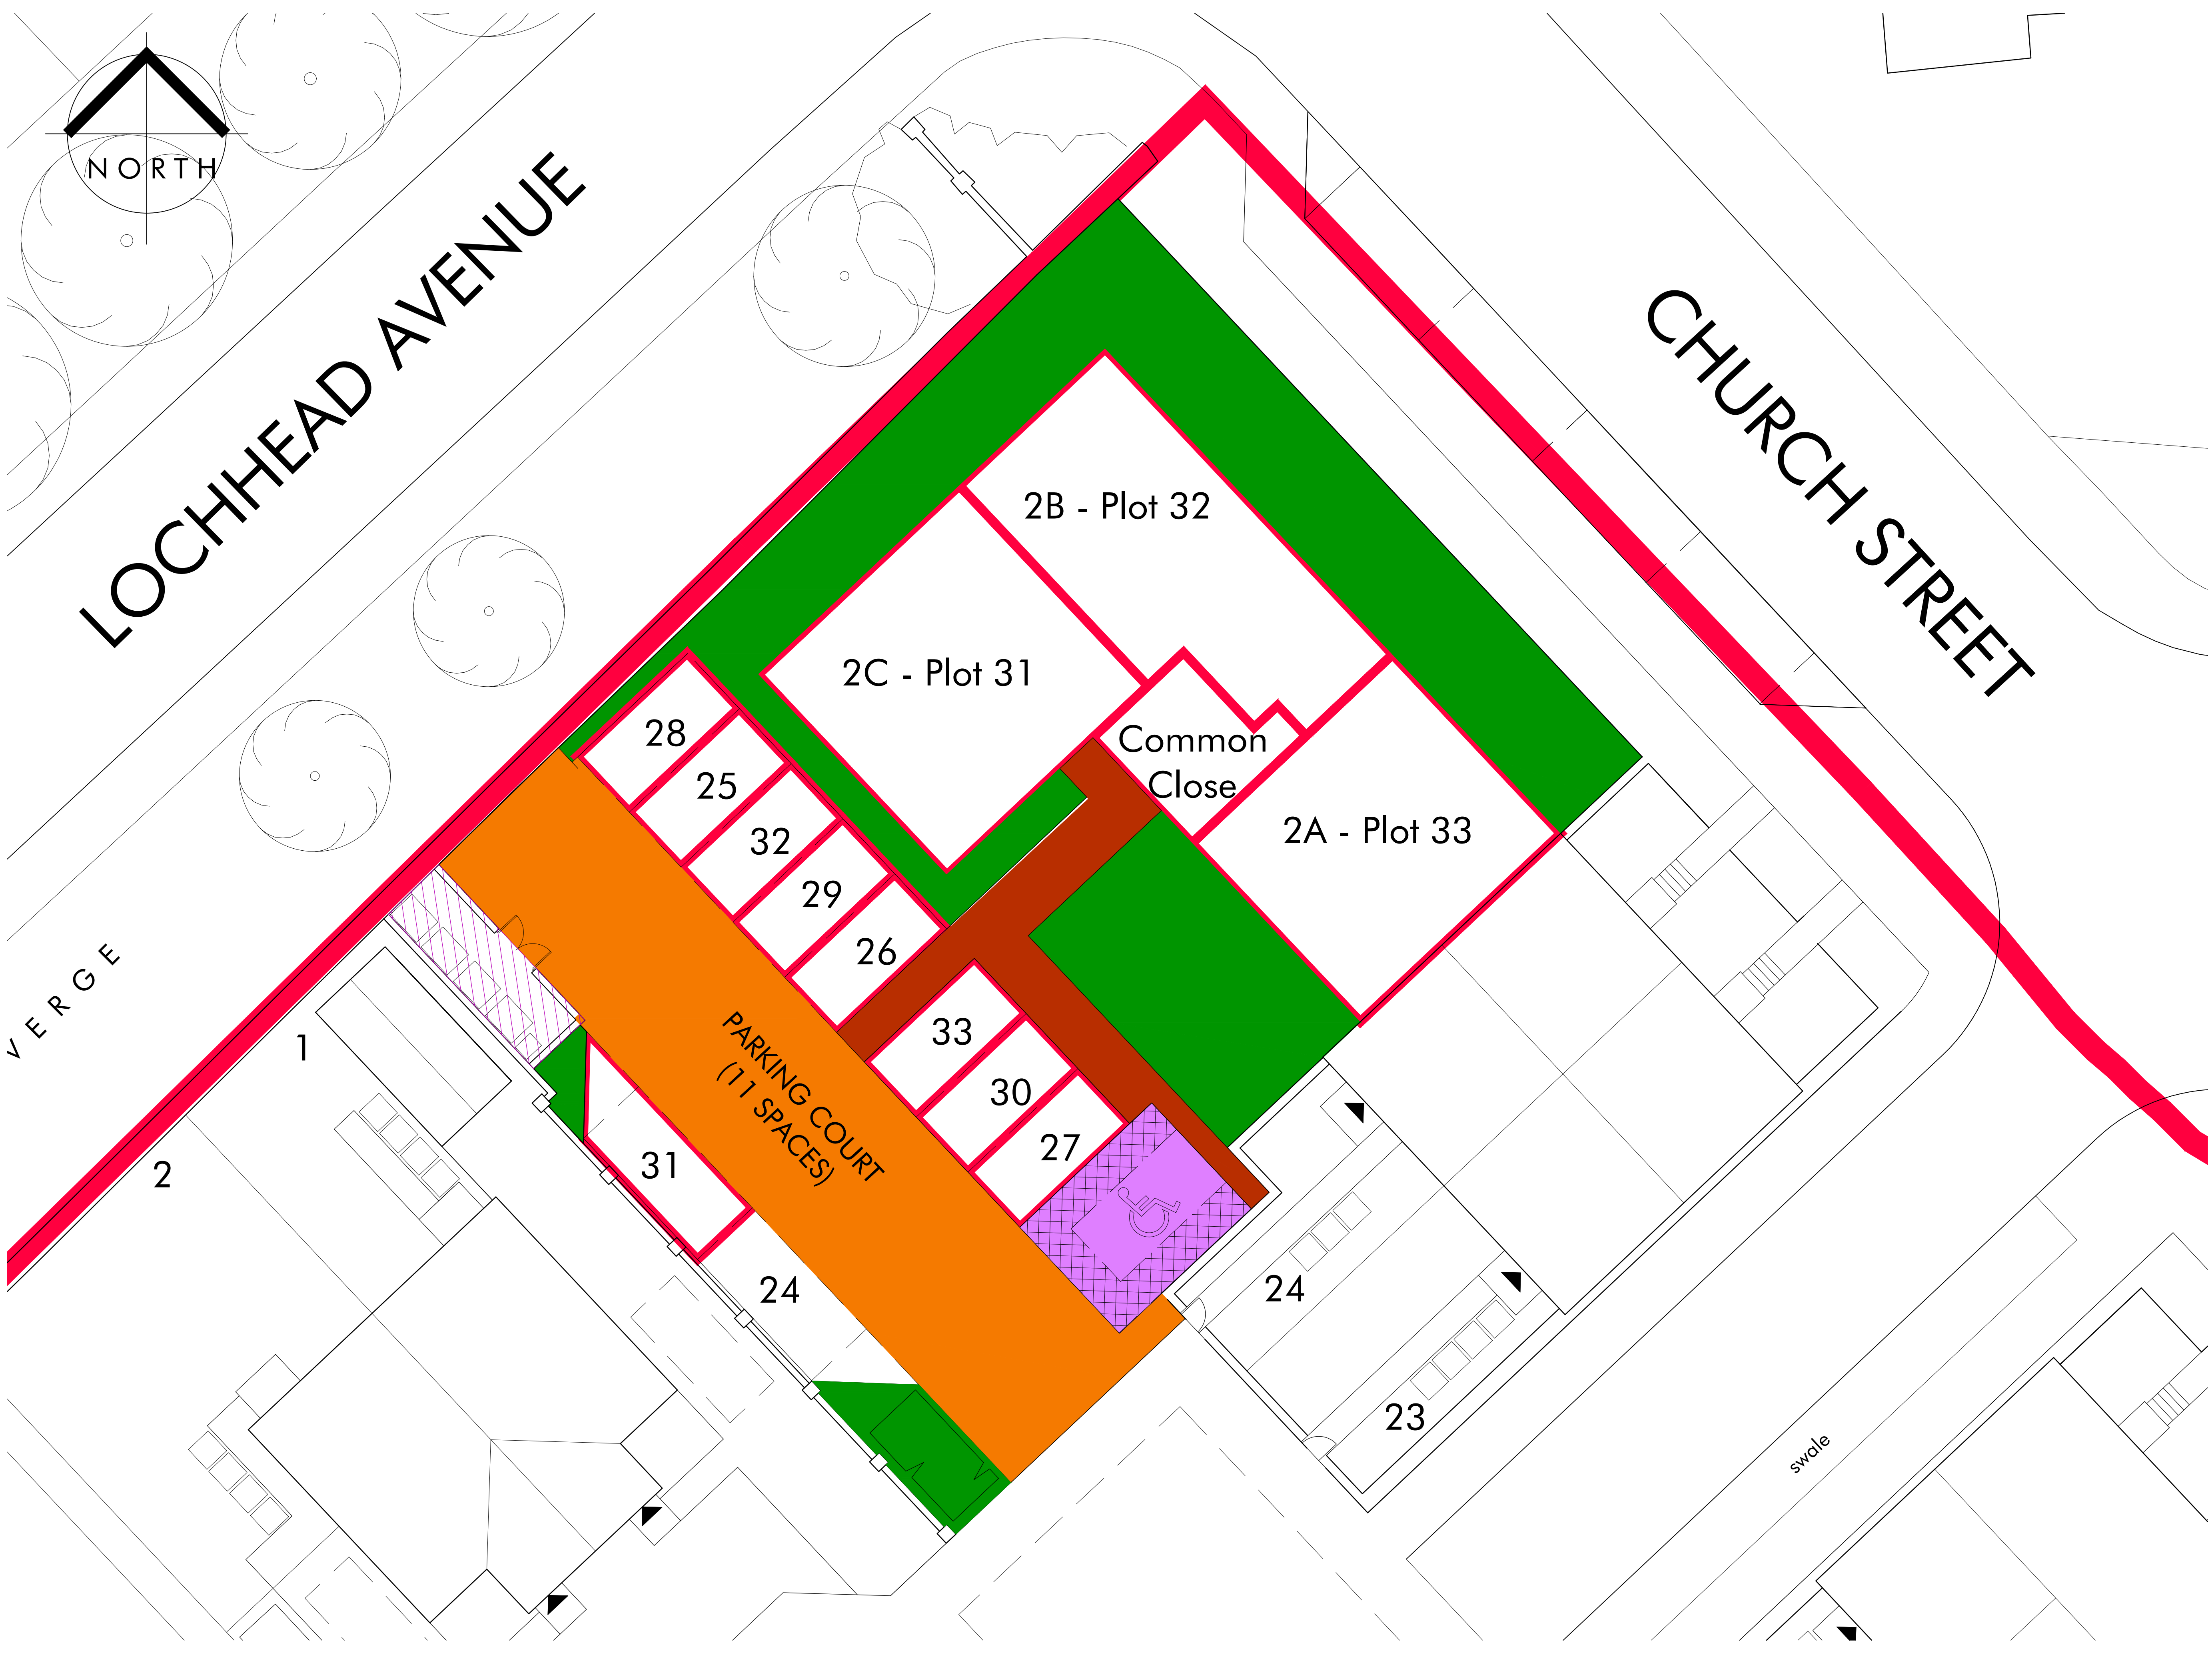 NORTH
LOCHHEAD AVENUE
CHURCH STREET
2B - Plot 32
2C - Plot 31
Common
Close
2A - Plot 33
28
25
32
29
26
33
30
27
PARKING COURT
(11 SPACES)
31
24
VERGE
1
2
24
23
swale